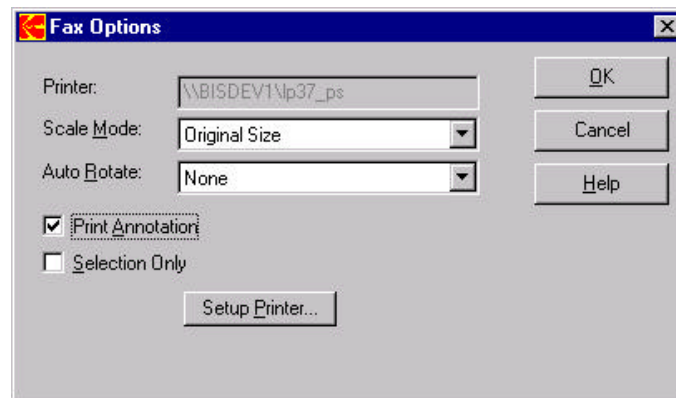 Fax Options
Printer: \\BISDEV1\lp37_ps
OK
Scale Mode: Original Size
Cancel
Auto Rotate: None
Help
Print Annotation
Selection Only
Setup Printer...